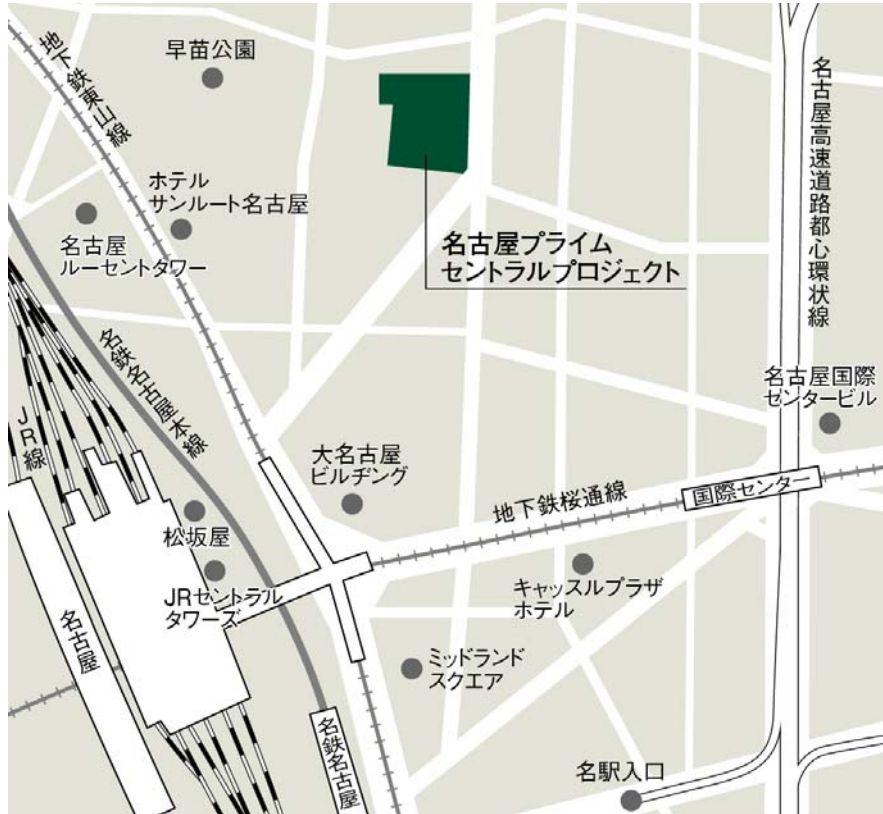 早苗公園
地下鉄東山線
名古屋高速道路都心環状線
ホテル
サンルート名古屋
名古屋
ルーセントタワー
名古屋プライム
セントラルプロジェクト
名鉄名古屋本線
JR線
名古屋国際
センタービル
大名古屋
ビルヂング
国際センター
地下鉄桜通線
松坂屋
JRセントラル
タワーズ
キャッスルプラザ
ホテル
名古屋
ミッドランド
スクエア
名鉄名古屋
名駅入口